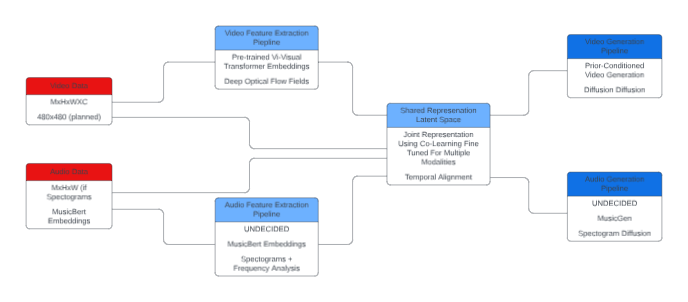 Video Feature Extraction
Piepline
Pre-trained Vi-Visual
Transformer Embeddings
Deep Optical Flow Fields
Video Generation
Pipeline
Prior-Conditioned
Video Generation
Diffusion Diffusion
Video Data
MxHxWXC
480x480 (planned)
Shared Represenation
Latent Space
Joint Representation
Using Co-Learning Fine
Tuned For Multiple
Modalities
Temporal Alignment
Audio Data
MxHxW (if
Spectograms
MusicBert
Embeddings
Audio Feature Extraction
Pipeline
UNDECIDED
MusicBert Embeddings
Spectograms +
Frequency Analysis
Audio Generation
Pipeline
UNDECIDED
MusicGen
Spectogram Diffusion